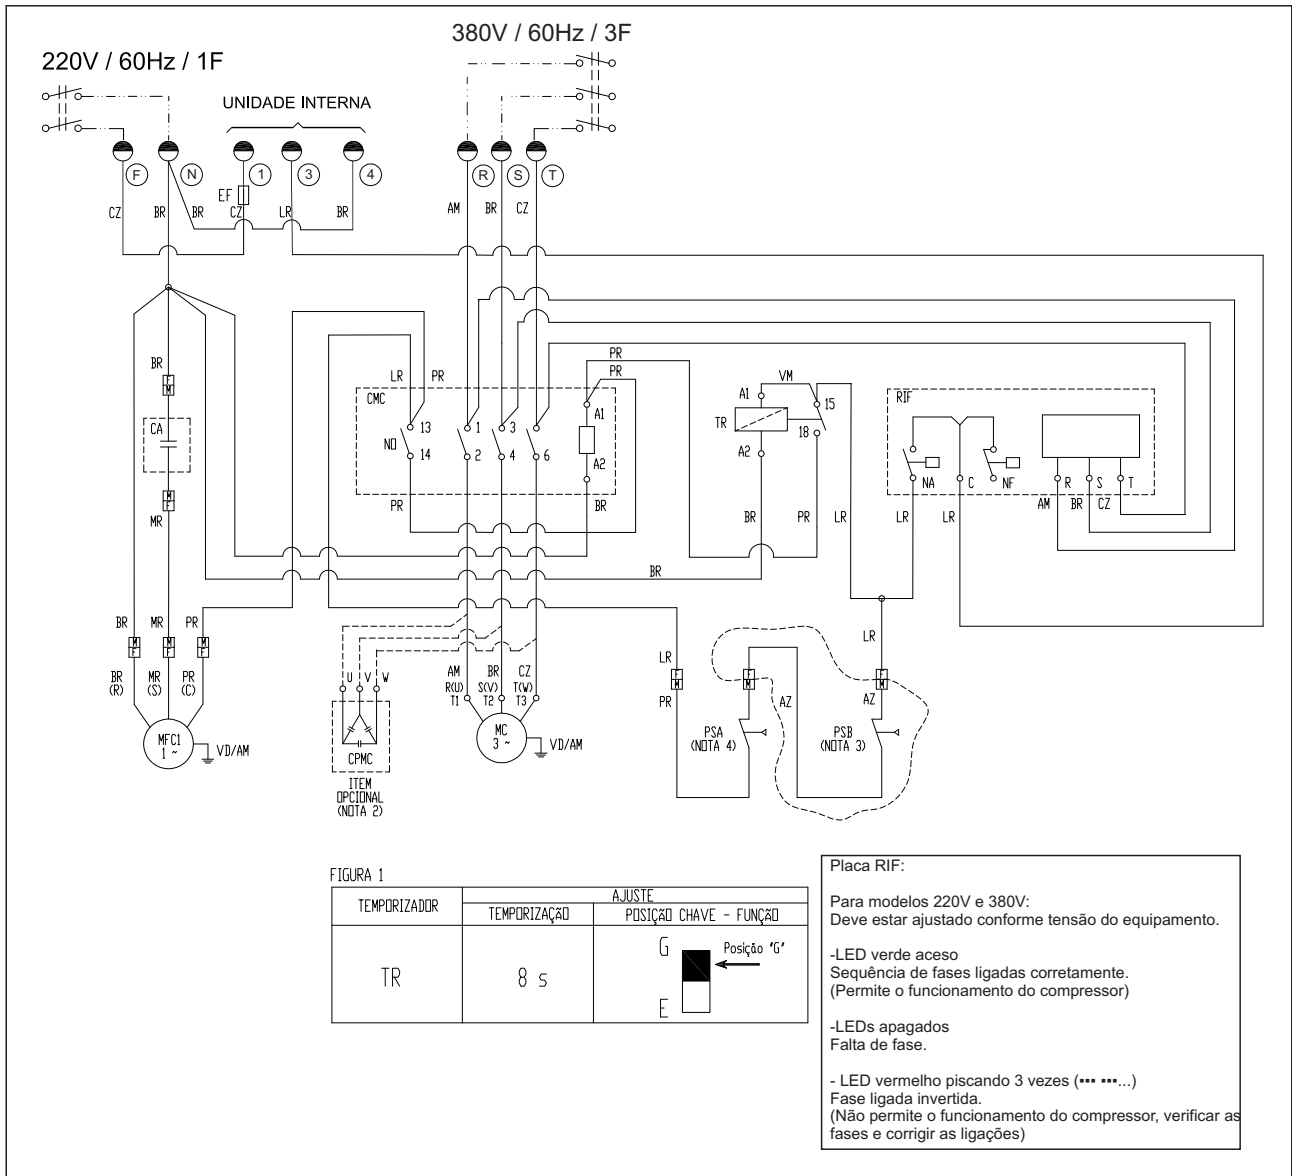 380V / 60Hz / 3F
220V / 60Hz / 1F
UNIDADE INTERNA
F N 1 3 4 R S T
EF
CZ BR BR CZ LR BR AM BR CZ
PR
PR
LR PR
VM
CMC
RIF
A1 15
A1
13 1 3
TR
CA
NO
18
14 2 4 6
A2
A2
NA C NF R S T
BR
PR BR
AM BR CZ
MR
BR PR LR LR LR
BR
BR MR PR
LR
LR
BR (R) MR (S) PR (C)
U V W
AM R(U) T1
BR S(V) T2
CZ T(W) T3
PR
AZ
AZ
MFC1 1 ~
VD/AM
MC 3 ~
VD/AM
PSA (NOTA 4)
PSB (NOTA 3)
CPMC
ITEM
OPCIONAL
(NOTA 2)
F M
F M
M F
M F
M F
M F
F M
F M
F M
FIGURA 1
TEMPORIZADOR
AJUSTE
TEMPORIZAÇÃO
POSIÇÃO CHAVE - FUNÇÃO
TR
8 s
G
Posição "G"
E
Placa RIF:
Para modelos 220V e 380V:
Deve estar ajustado conforme tensão do equipamento.
-LED verde aceso
Sequência de fases ligadas corretamente.
(Permite o funcionamento do compressor)
-LEDs apagados
Falta de fase.
- LED vermelho piscando 3 vezes (▪▪▪ ▪▪▪...)
Fase ligada invertida.
(Não permite o funcionamento do compressor, verificar as
fases e corrigir as ligações)